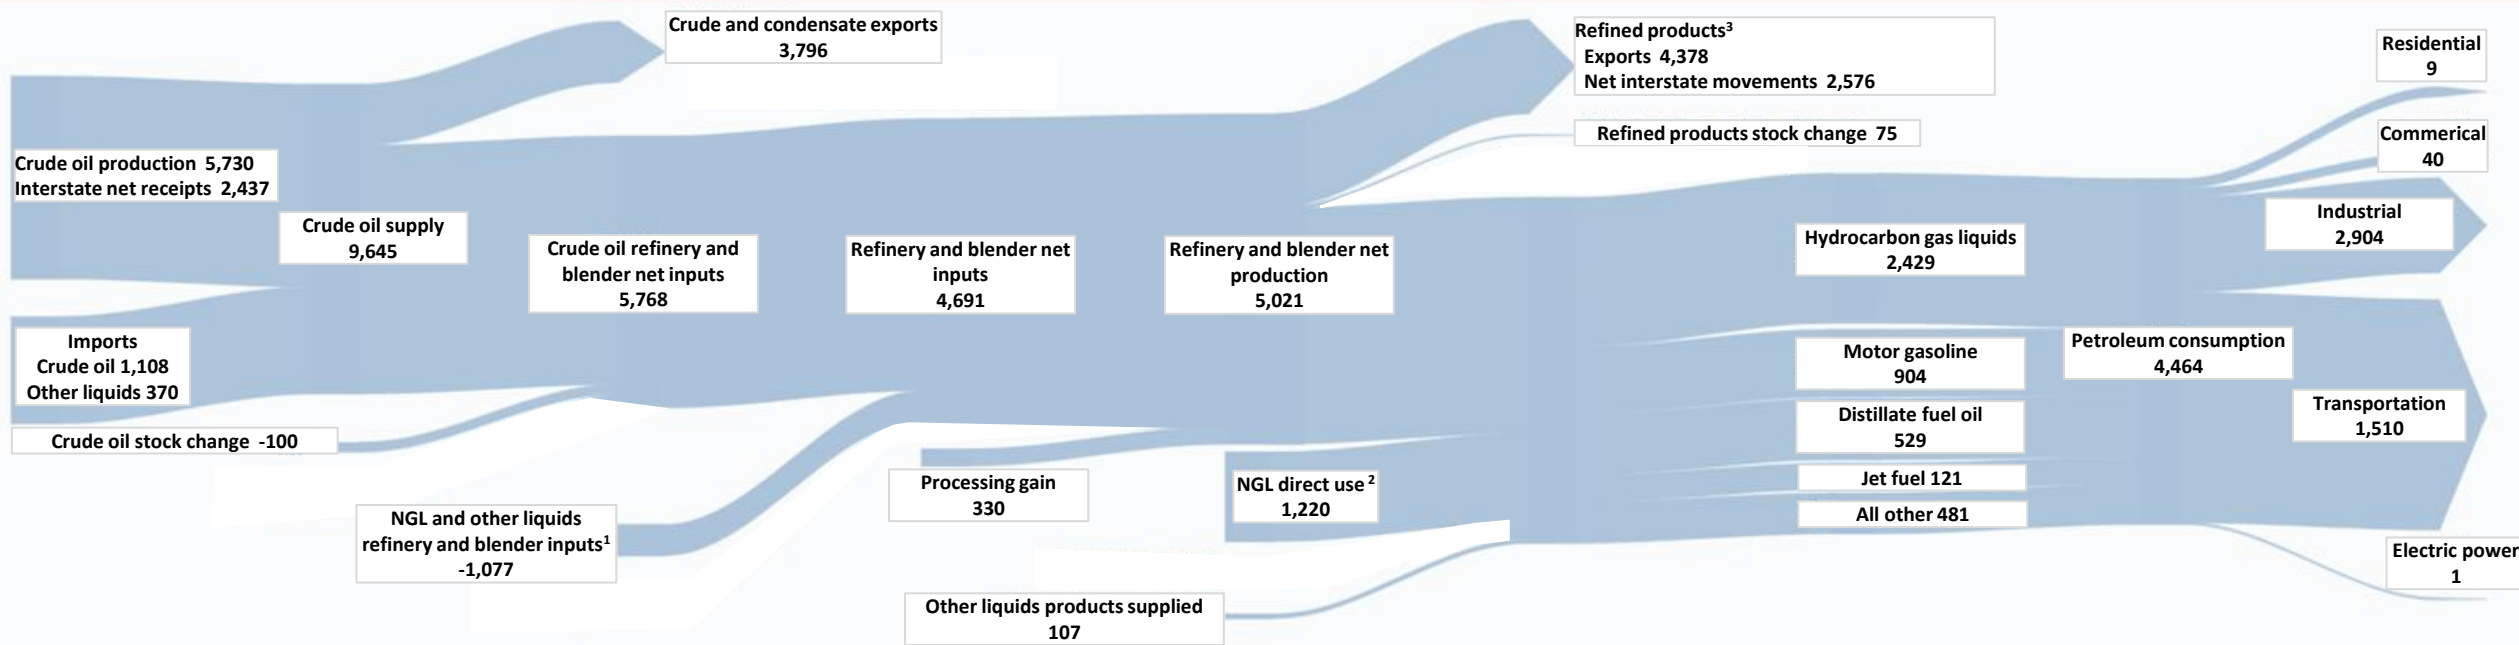 Crude and condensate exports
3,796
Refined products³
Exports 4,378
Net interstate movements 2,576
Residential
9
Refined products stock change 75
Commerical
40
Crude oil production 5,730
Interstate net receipts 2,437
Crude oil supply
9,645
Crude oil refinery and
blender net inputs
5,768
Refinery and blender net
inputs
4,691
Refinery and blender net
production
5,021
Hydrocarbon gas liquids
2,429
Industrial
2,904
Imports
Crude oil 1,108
Other liquids 370
Motor gasoline
904
Petroleum consumption
4,464
Crude oil stock change -100
Distillate fuel oil
529
Transportation
1,510
Processing gain
330
NGL direct use ²
1,220
Jet fuel 121
All other 481
NGL and other liquids
refinery and blender inputs¹
-1,077
Electric power
1
Other liquids products supplied
107